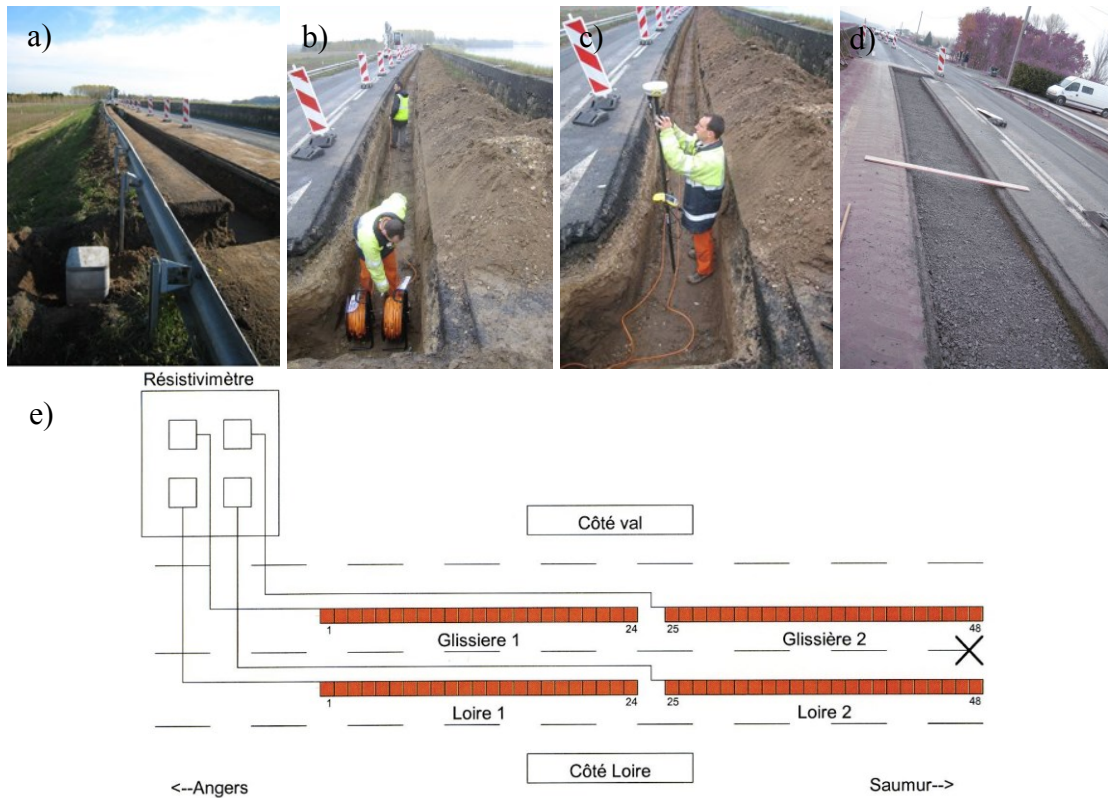 a)
b)
c)
d)
Résistivimètre
e)
Côté val
1
24
25
48
Glissiere 1
Glissière 2
1
24
25
48
Loire 1
Loire 2
Côté Loire
<--Angers
Saumur-->